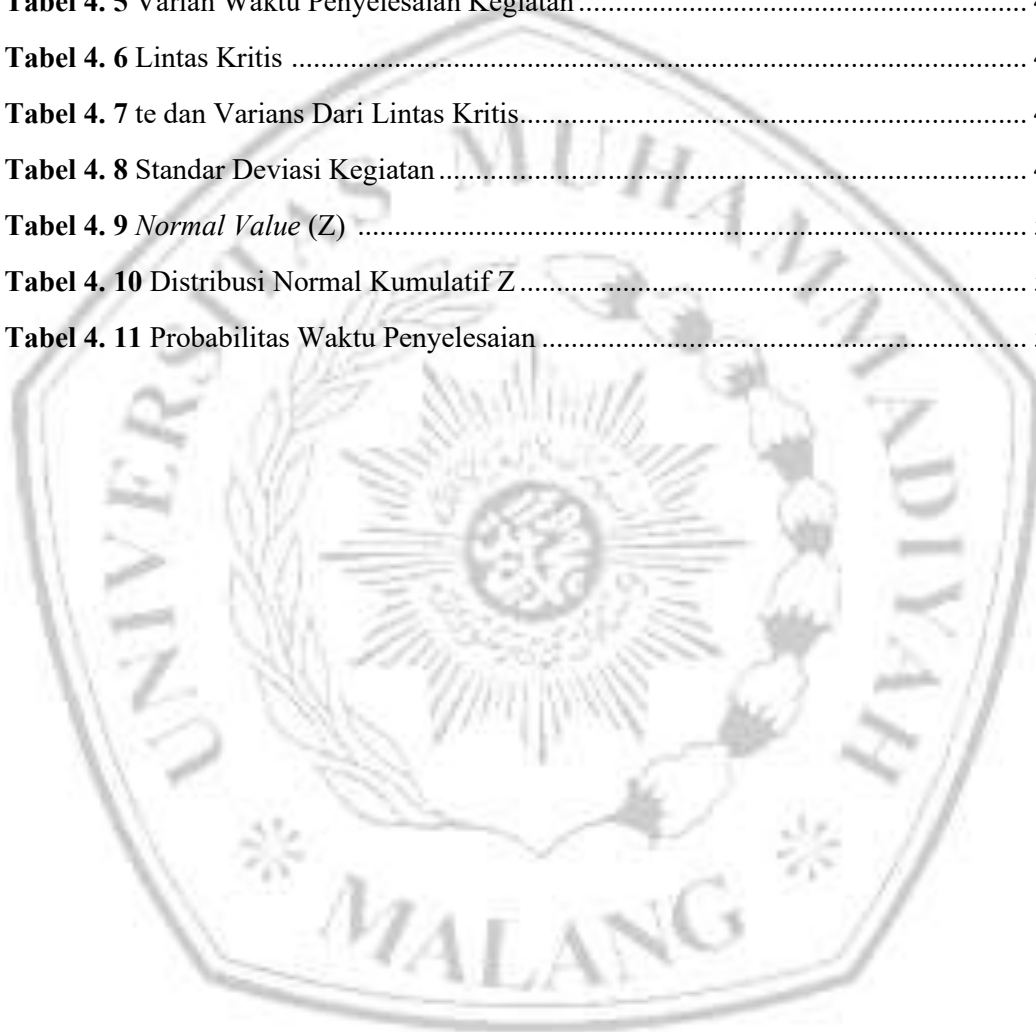 Tabel 4. 5 Varian Waktu Penyelesaian Kegiatan ....................................................
Tabel 4. 6 Lintas Kritis ....................................................
Tabel 4. 7 te dan Varians Dari Lintas Kritis....................................................
Tabel 4. 8 Standar Deviasi Kegiatan ....................................................
Tabel 4. 9 Normal Value (Z) ....................................................
Tabel 4. 10 Distribusi Normal Kumulatif Z ....................................................
Tabel 4. 11 Probabilitas Waktu Penyelesaian ....................................................
UNIVERSITAS MUHAMMADIYAH
MALANG